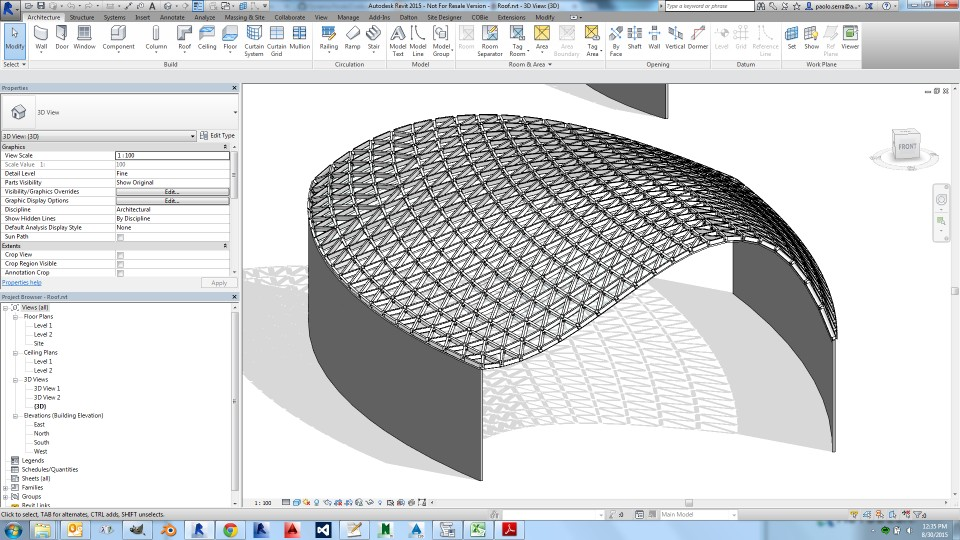 Autodesk Revit 2015 - Not For Resale Version - Roof.rvt - 3D View: {3D}
Type a keyword or phrase
paolo.serra@a...
Architecture Structure Systems Insert Annotate Analyze Massing & Site Collaborate View Manage Add-Ins Dalton Site Designer COBie Extensions Modify
Modify Wall Door Window Component Column Roof Ceiling Floor Curtain System Curtain Grid Mullion Railing Ramp Stair Model Text Model Line Model Group Room Room Separator Tag Room Area Area Boundary Tag Area By Face Shaft Wall Vertical Dormer Level Grid Reference Line Set Show Ref Plane Viewer
Select Build Circulation Model Room & Area Opening Datum Work Plane
Properties
3D View
3D View: {3D}
Edit Type
Graphics
View Scale 1 : 100
Scale Value 1: 100
Detail Level Fine
Parts Visibility Show Original
Visibility/Graphics Overrides Edit...
Graphic Display Options Edit...
Discipline Architectural
Show Hidden Lines By Discipline
Default Analysis Display Style None
Sun Path
Extents
Crop View
Crop Region Visible
Annotation Crop
Properties help
Apply
Project Browser - Roof.rvt
Views (all)
Floor Plans
Level 1
Level 2
Site
Ceiling Plans
Level 1
Level 2
3D Views
3D View 1
3D View 2
{3D}
Elevations (Building Elevation)
East
North
South
West
Legends
Schedules/Quantities
Sheets (all)
Families
Groups
Revit Links
FRONT
1 : 100
Click to select, TAB for alternates, CTRL adds, SHIFT unselects.
:0
Main Model
:0
12:35 PM
8/30/2015